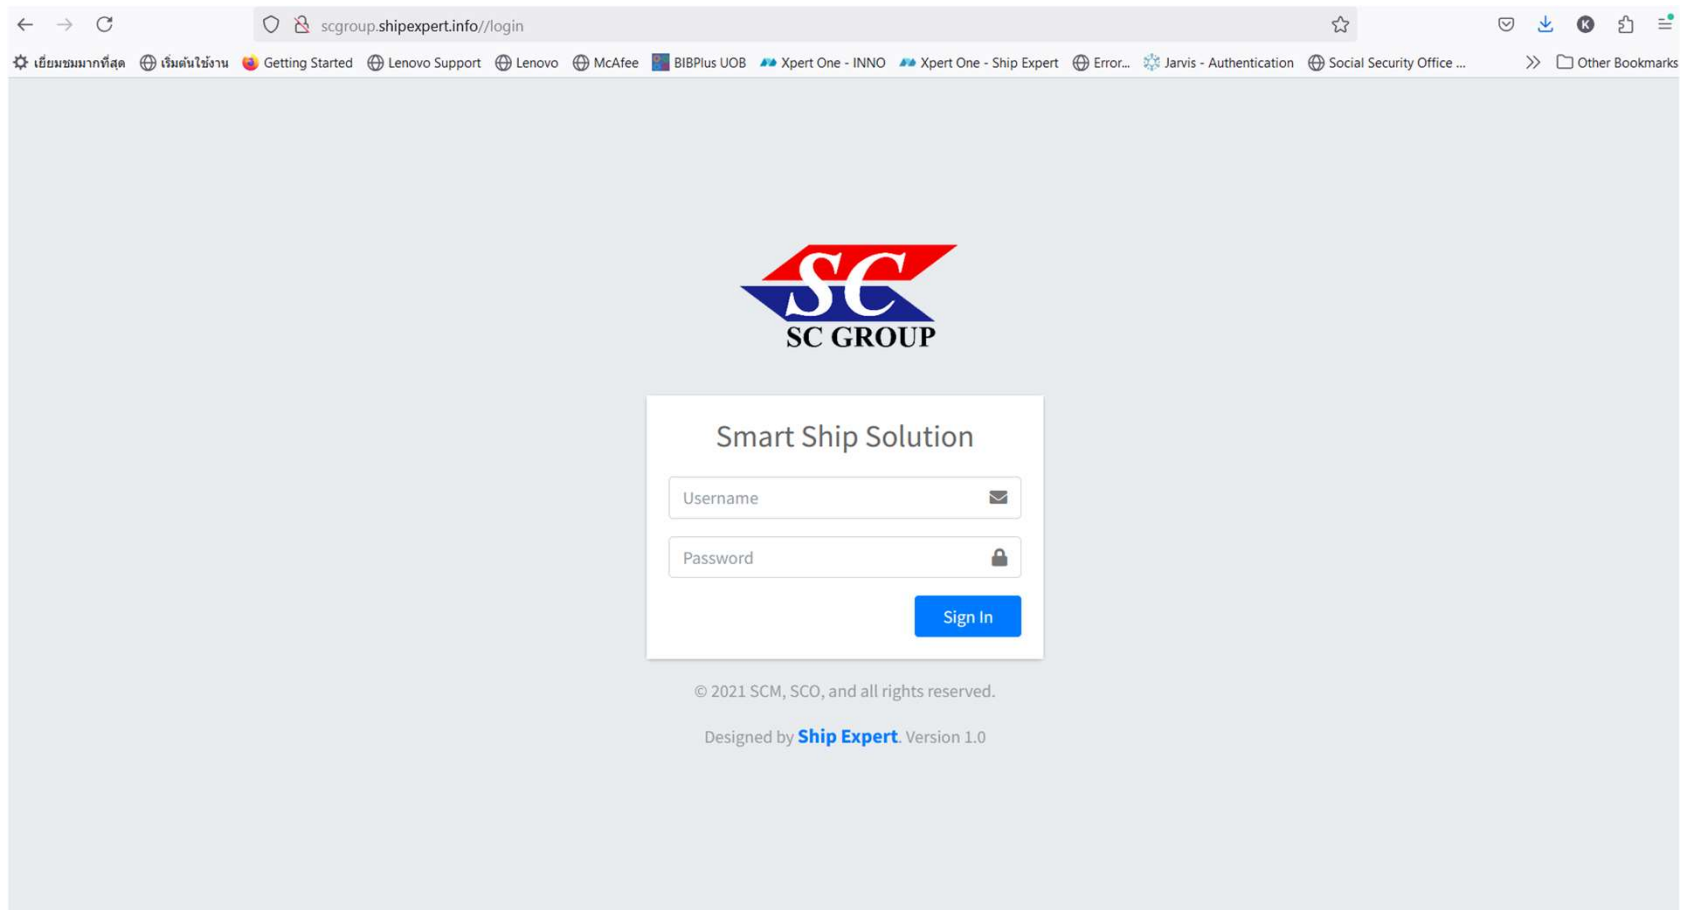 scgroup.shipexpert.info//login
K
เยี่ยมชมมากที่สุด เริ่มต้นใช้งาน Getting Started Lenovo Support Lenovo McAfee BIBPlus UOB Xpert One - INNO Xpert One - Ship Expert Error... Jarvis - Authentication Social Security Office ... Other Bookmarks
SC
SC GROUP
Smart Ship Solution
Username
Password
Sign In
© 2021 SCM, SCO, and all rights reserved.
Designed by Ship Expert. Version 1.0